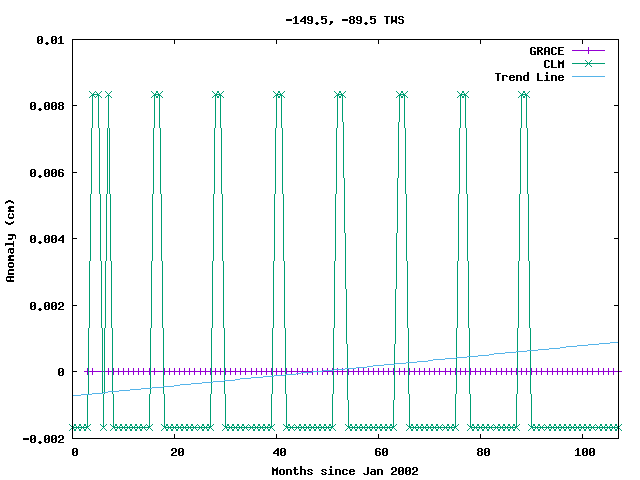 -149.5, -89.5 TWS
0.01
GRACE
CLM
Trend Line
0.008
0.006
0.004
Anomaly (cm)
0.002
0
-0.002
0 20 40 60 80 100
Months since Jan 2002